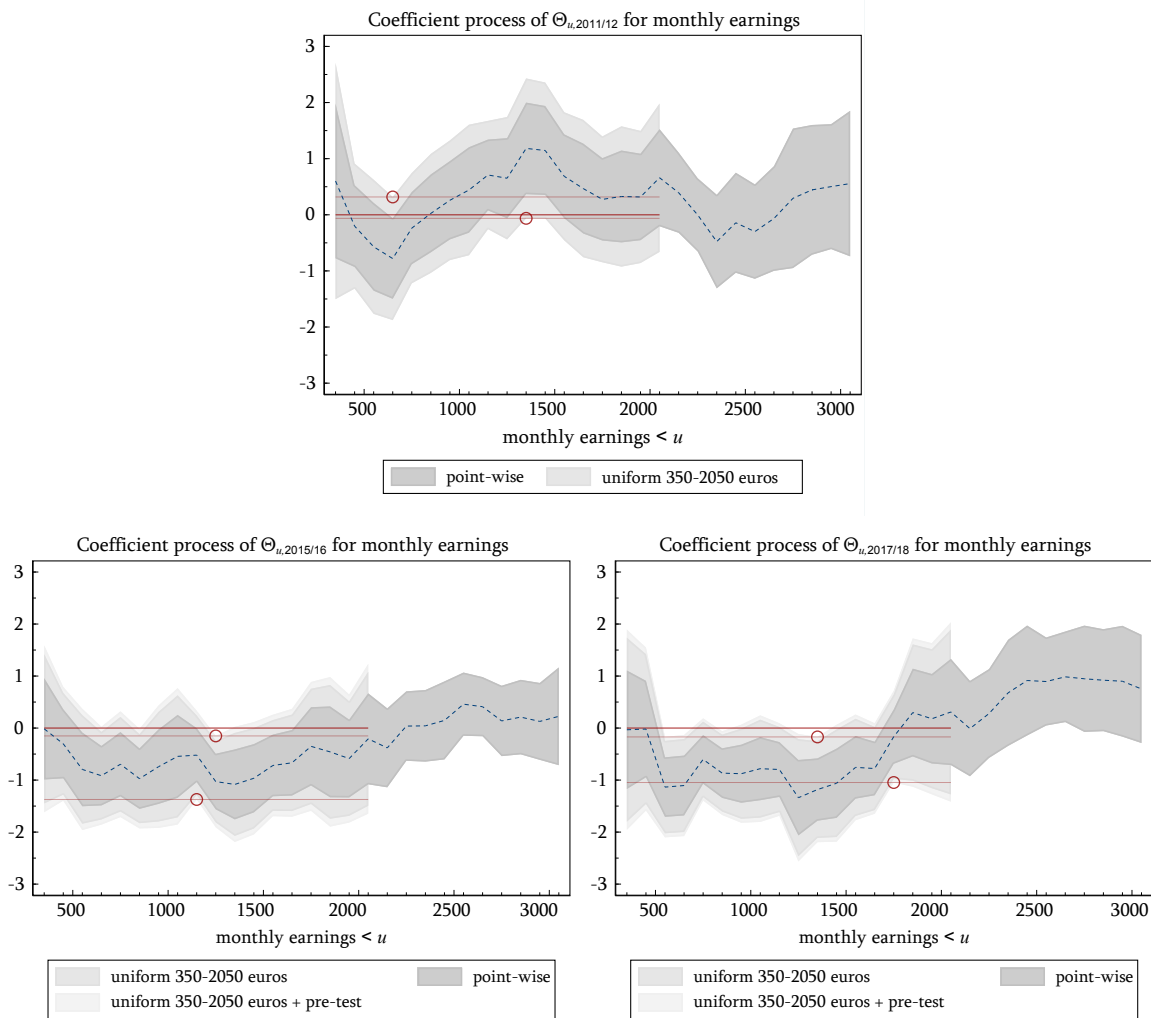 Coefficient process of Θu,2011/12 for monthly earnings
3
2
1
0
-1
-2
-3
500 1000 1500 2000 2500 3000
monthly earnings < u
point-wise uniform 350-2050 euros
Coefficient process of Θu,2015/16 for monthly earnings
3
2
1
0
-1
-2
-3
500 1000 1500 2000 2500 3000
monthly earnings < u
uniform 350-2050 euros point-wise
uniform 350-2050 euros + pre-test
Coefficient process of Θu,2017/18 for monthly earnings
3
2
1
0
-1
-2
-3
500 1000 1500 2000 2500 3000
monthly earnings < u
uniform 350-2050 euros point-wise
uniform 350-2050 euros + pre-test